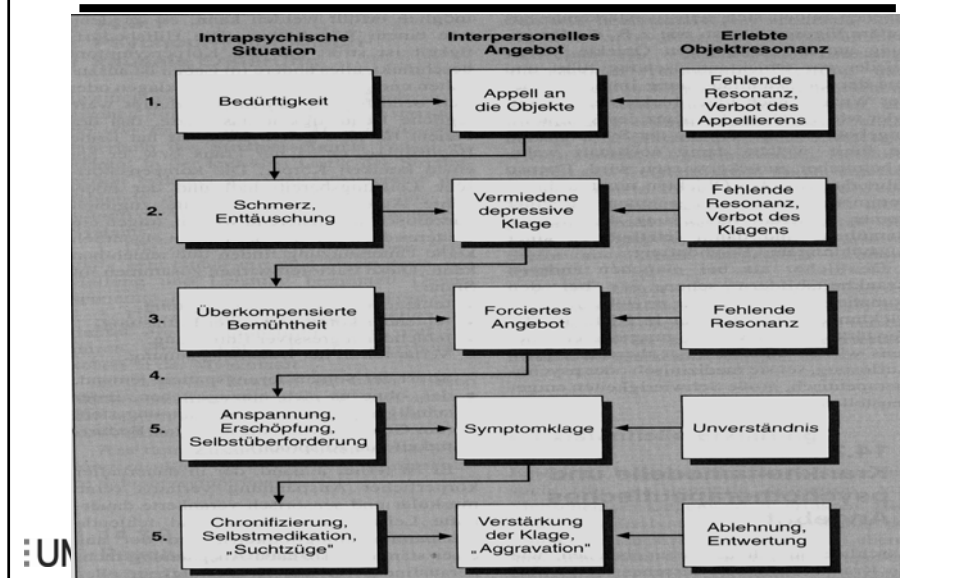 Intrapsychische
Situation
Interpersonelles
Angebot
Erlebte
Objektresonanz
1.
Bedürftigkeit
Appell an
die Objekte
Fehlende
Resonanz,
Verbot des
Appellierens
2.
Schmerz,
Enttäuschung
Vermiedene
depressive
Klage
Fehlende
Resonanz,
Verbot des
Klagens
3.
Überkompensierte
Bemühtheit
Forciertes
Angebot
Fehlende
Resonanz
4.
5.
Anspannung,
Erschöpfung,
Selbstüberforderung
Symptomklage
Unverständnis
5.
Chronifizierung,
Selbstmedikation,
„Suchtzüge“
Verstärkung
der Klage,
„Aggravation“
Ablehnung,
Entwertung